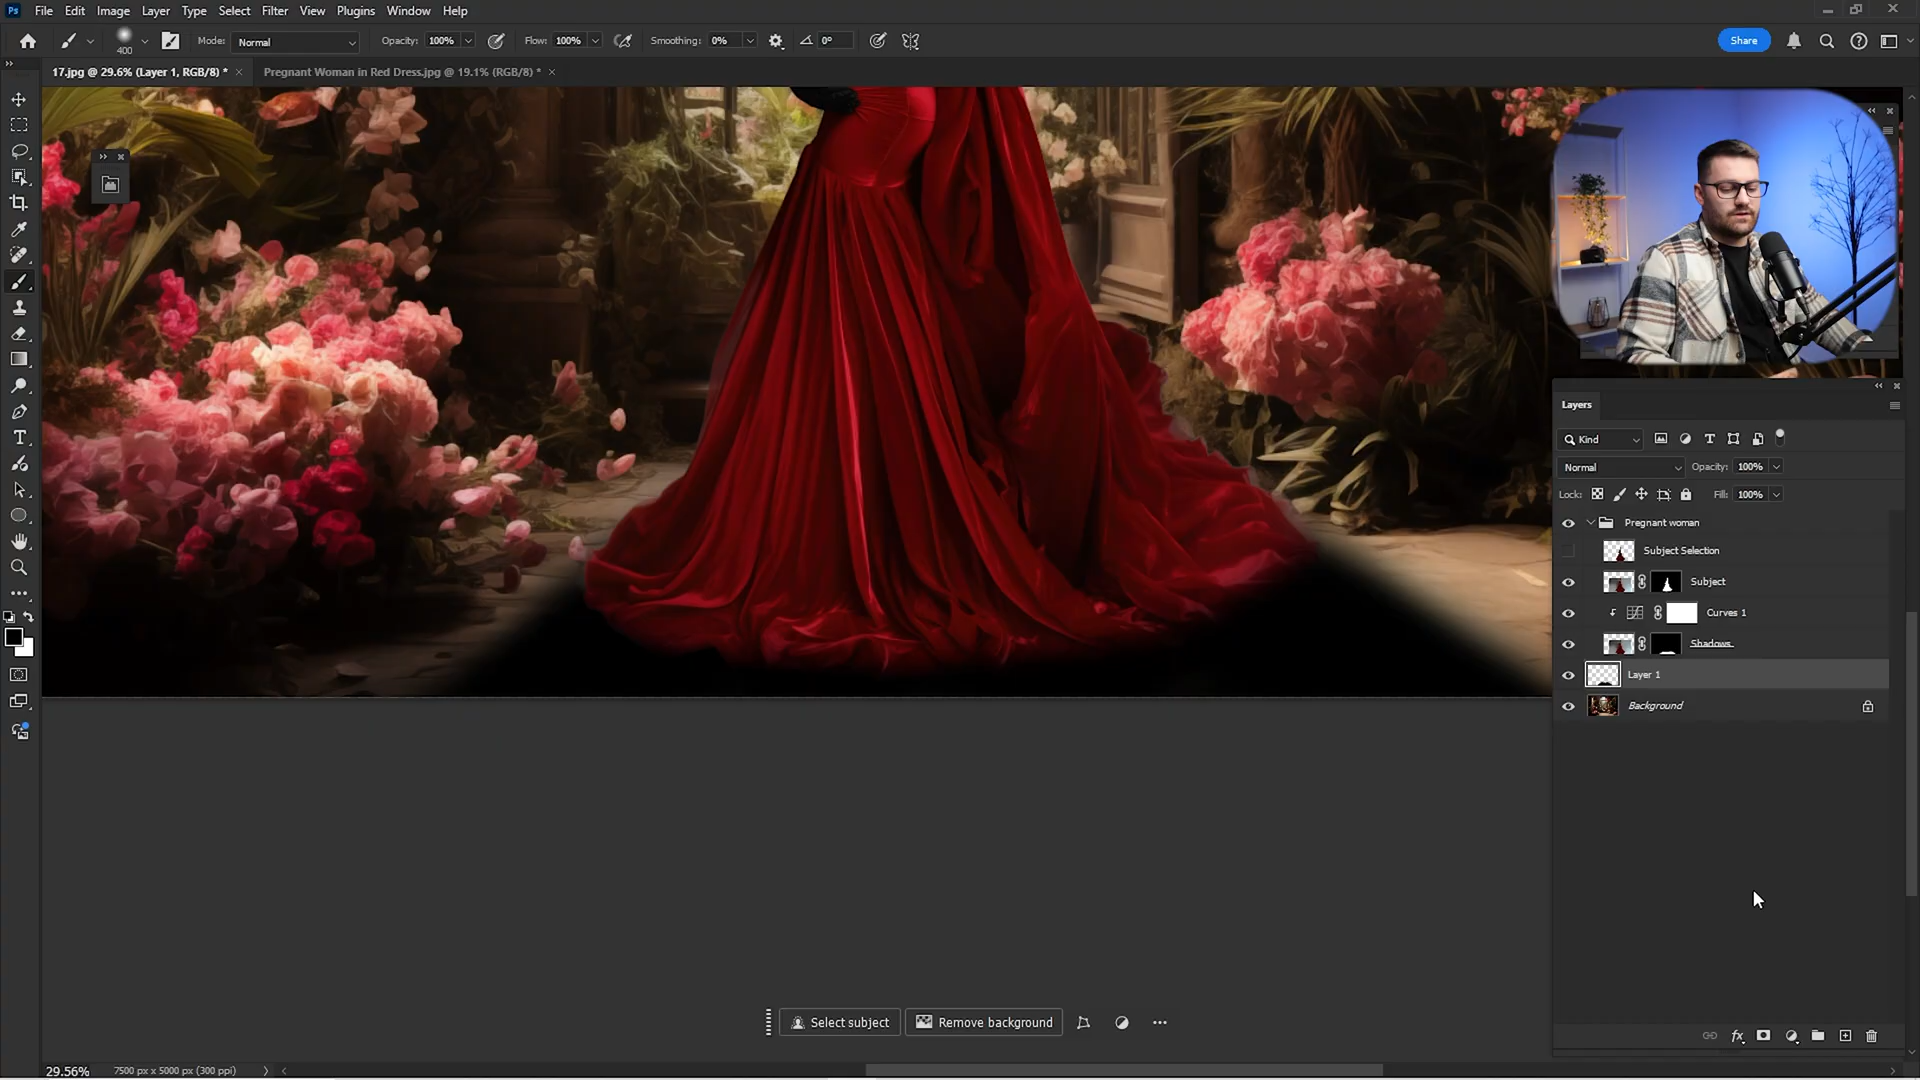 Ps File Edit Image Layer Type Select Filter View Plugins Window Help
400 Mode: Normal Opacity: 100% Flow: 100% Smoothing: 0% 0° Share
17.jpg @ 29.6% (Layer 1, RGB/8) * × Pregnant Woman in Red Dress.jpg @ 19.1% (RGB/8) * ×
Layers
Kind
Normal Opacity: 100%
Lock: Fill: 100%
Pregnant woman
Subject Selection
Subject
Curves 1
Shadows
Layer 1
Background
Select subject Remove background
29.56% 7500 px x 5000 px (300 ppi)